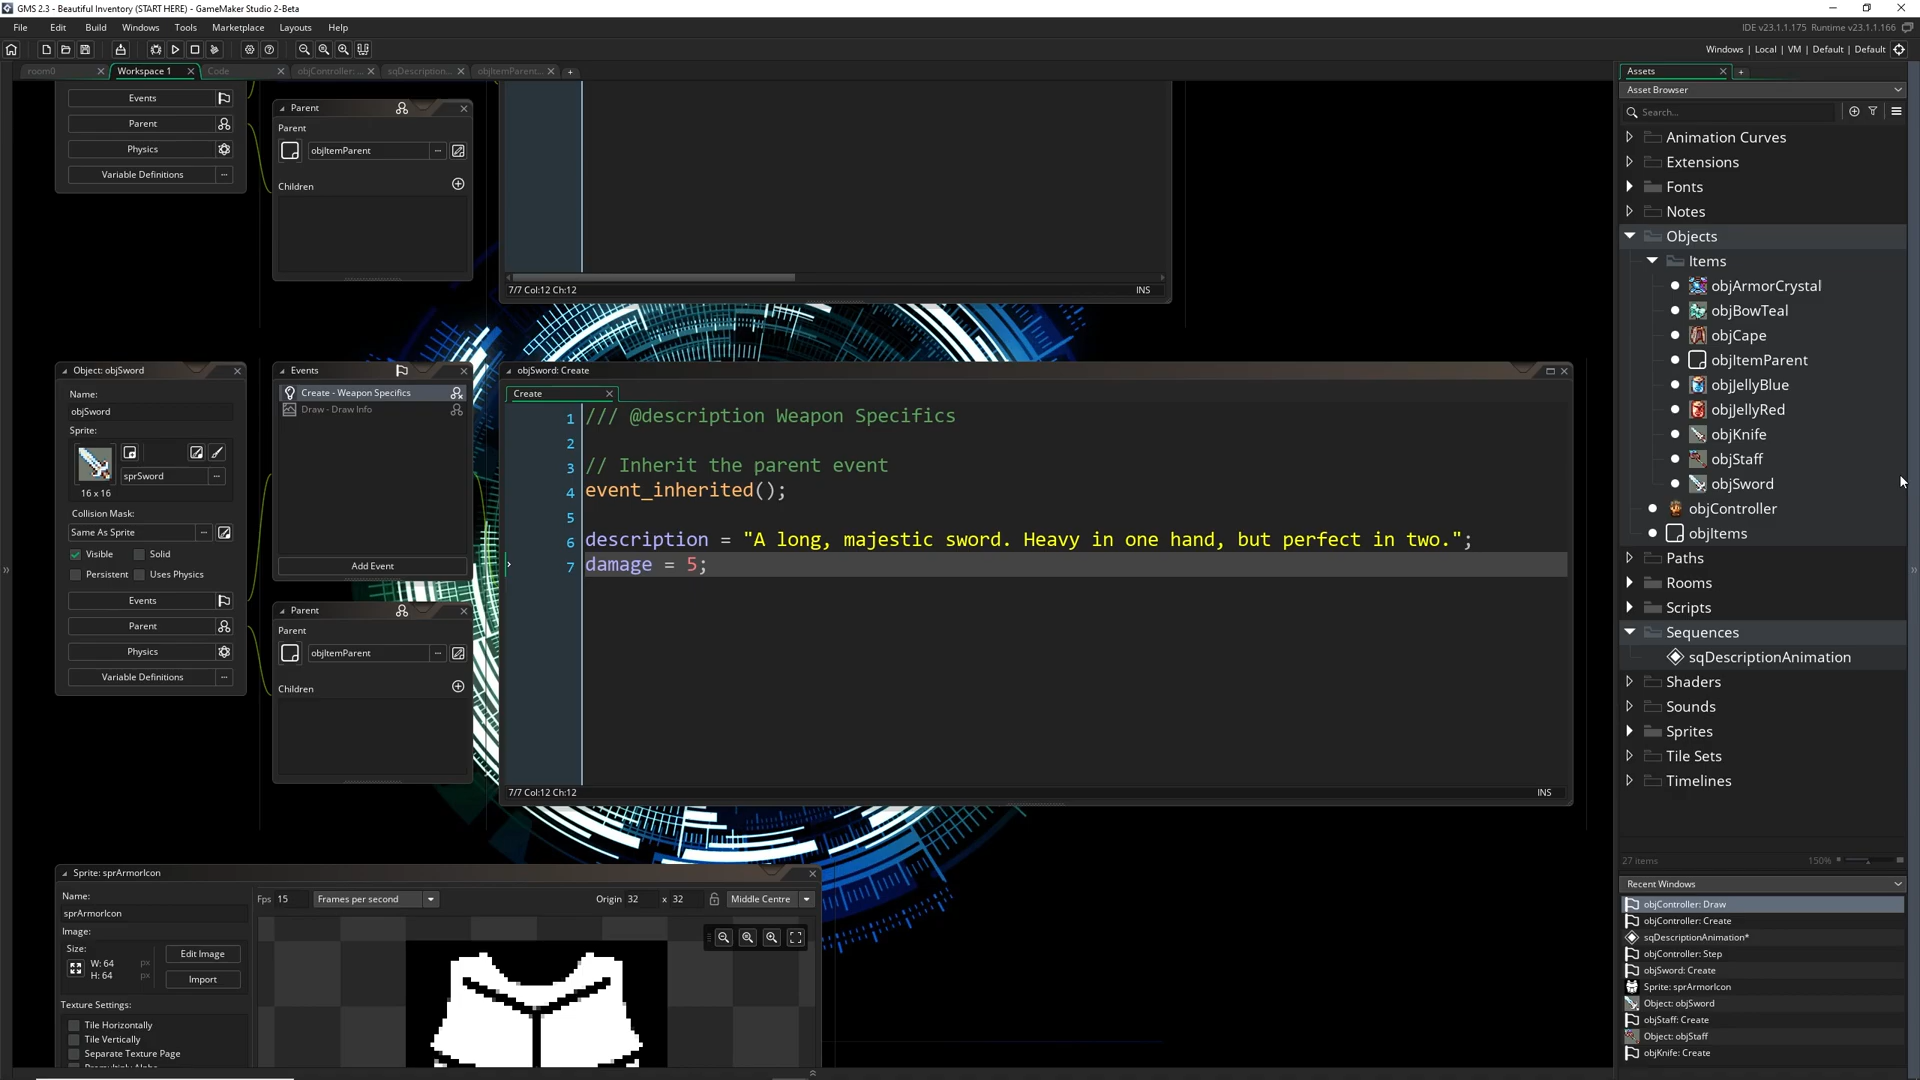 GMS 2.3 - Beautiful Inventory (START HERE) - GameMaker Studio 2-Beta
File Edit Build Windows Tools Marketplace Layouts Help
IDE v23.1.1.175 Runtime v23.1.1.166
Windows | Local | VM | Default | Default
room0
Workspace 1
Code
objController: ...
sqDescription...
objItemParent...
Events
Parent
Physics
Variable Definitions
Parent
Parent
objItemParent
Children
7/7 Col:12 Ch:12
INS
Object: objSword
Name:
objSword
Sprite:
sprSword
16 x 16
Collision Mask:
Same As Sprite
Visible
Solid
Persistent
Uses Physics
Events
Parent
Physics
Variable Definitions
Events
Create - Weapon Specifics
Draw - Draw Info
Add Event
Parent
Parent
objItemParent
Children
objSword: Create
Create
1 /// @description Weapon Specifics
2
3 // Inherit the parent event
4 event_inherited();
5
6 description = "A long, majestic sword. Heavy in one hand, but perfect in two.";
7 damage = 5;
7/7 Col:12 Ch:12
INS
Sprite: sprArmorIcon
Name:
sprArmorIcon
Image:
Size:
W: 64 px
H: 64 px
Edit Image
Import
Texture Settings:
Tile Horizontally
Tile Vertically
Separate Texture Page
Fps 15 Frames per second
Origin 32 x 32 Middle Centre
Assets
Asset Browser
Search...
Animation Curves
Extensions
Fonts
Notes
Objects
Items
objArmorCrystal
objBowTeal
objCape
objItemParent
objJellyBlue
objJellyRed
objKnife
objStaff
objSword
objController
objItems
Paths
Rooms
Scripts
Sequences
sqDescriptionAnimation
Shaders
Sounds
Sprites
Tile Sets
Timelines
27 items
150%
Recent Windows
objController: Draw
objController: Create
sqDescriptionAnimation*
objController: Step
objSword: Create
Sprite: sprArmorIcon
Object: objSword
objStaff: Create
Object: objStaff
objKnife: Create